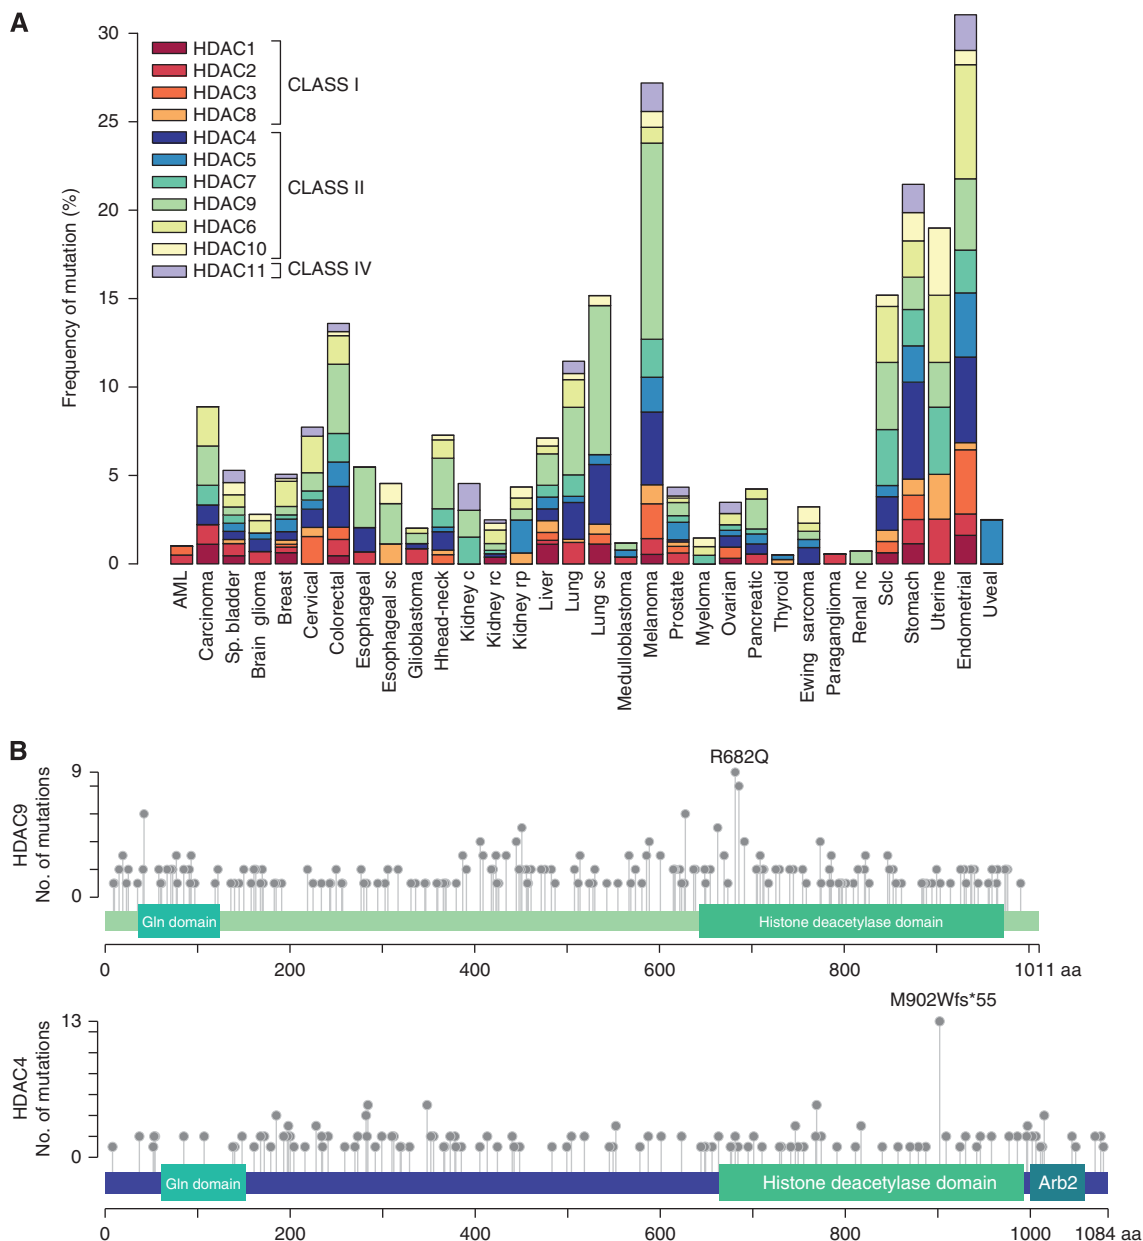 A
30
25
20
15
10
5
0
Frequency of mutation (%)
HDAC1
HDAC2
HDAC3
HDAC8
CLASS I
HDAC4
HDAC5
HDAC7
HDAC9
HDAC6
HDAC10
CLASS II
HDAC11
CLASS IV
AML
Carcinoma
Sp. bladder
Brain glioma
Breast
Cervical
Colorectal
Esophageal
Esophageal sc
Glioblastoma
Hhead-neck
Kidney c
Kidney rc
Kidney rp
Liver
Lung
Lung sc
Medulloblastoma
Melanoma
Prostate
Myeloma
Ovarian
Pancreatic
Thyroid
Ewing sarcoma
Paraganglioma
Renal nc
Sclc
Stomach
Uterine
Endometrial
Uveal
B
HDAC9
No. of mutations
9
0
R682Q
Gln domain
Histone deacetylase domain
0 200 400 600 800 1011 aa
HDAC4
No. of mutations
13
0
M902Wfs*55
Gln domain
Histone deacetylase domain
Arb2
0 200 400 600 800 1000 1084 aa